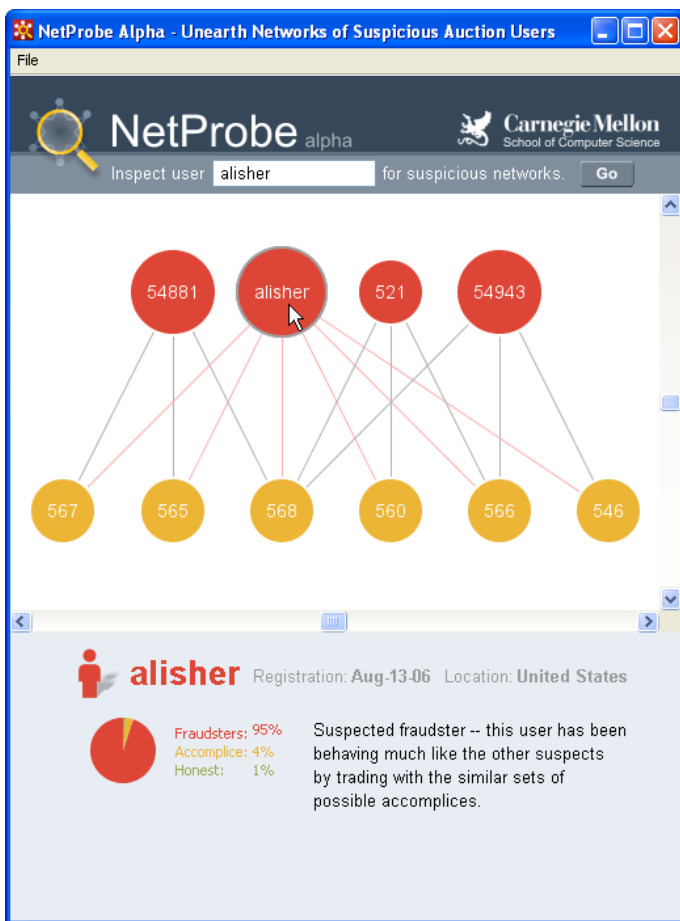 NetProbe Alpha - Unearth Networks of Suspicious Auction Users
File
NetProbe alpha
Carnegie Mellon
School of Computer Science
Inspect user alisher for suspicious networks. Go
54881 alisher 521 54943
567 565 568 560 566 546
alisher Registration: Aug-13-06 Location: United States
Fraudsters: 95%
Accomplice: 4%
Honest: 1%
Suspected fraudster -- this user has been
behaving much like the other suspects
by trading with the similar sets of
possible accomplices.